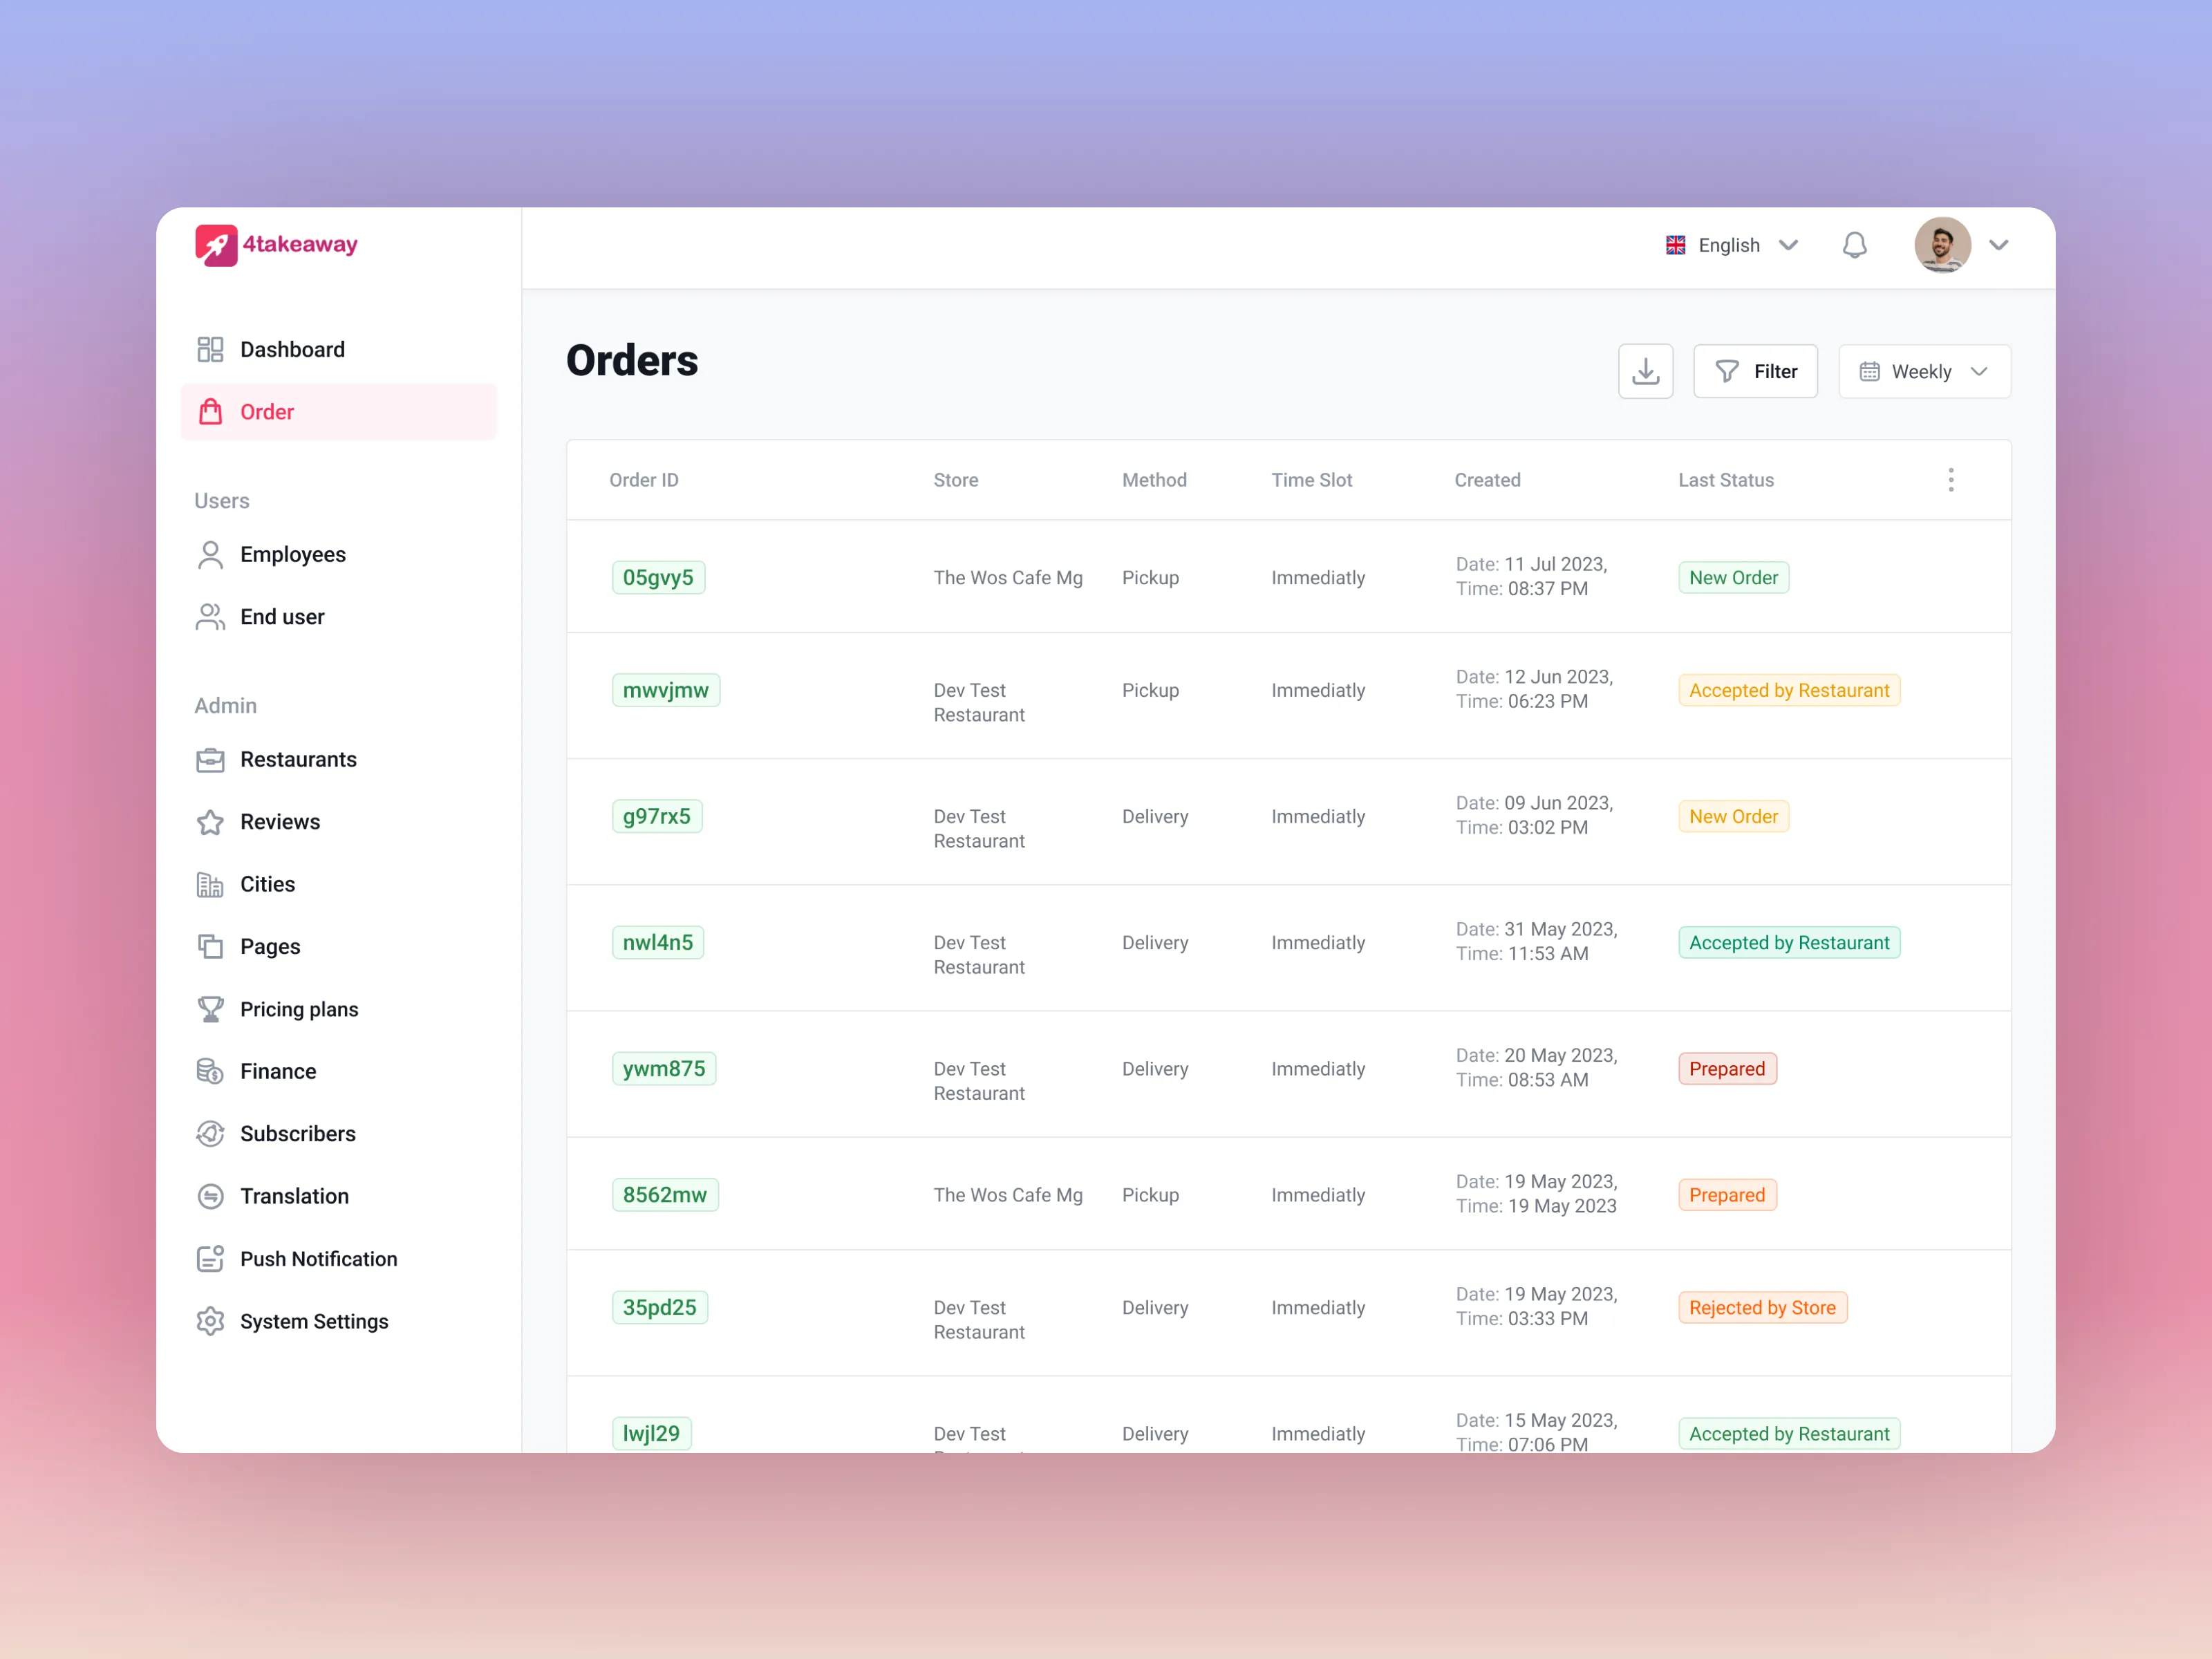 4takeaway
English
Dashboard
Order
Users
Employees
End user
Admin
Restaurants
Reviews
Cities
Pages
Pricing plans
Finance
Subscribers
Translation
Push Notification
System Settings
Orders
Filter
Weekly
Order ID Store Method Time Slot Created Last Status
05gvy5 The Wos Cafe Mg Pickup Immediatly Date: 11 Jul 2023, New Order
Time: 08:37 PM
mwvjmw Dev Test Pickup Immediatly Date: 12 Jun 2023, Accepted by Restaurant
Restaurant Time: 06:23 PM
g97rx5 Dev Test Delivery Immediatly Date: 09 Jun 2023, New Order
Restaurant Time: 03:02 PM
nwl4n5 Dev Test Delivery Immediatly Date: 31 May 2023, Accepted by Restaurant
Restaurant Time: 11:53 AM
ywm875 Dev Test Delivery Immediatly Date: 20 May 2023, Prepared
Restaurant Time: 08:53 AM
8562mw The Wos Cafe Mg Pickup Immediatly Date: 19 May 2023, Prepared
Time: 19 May 2023
35pd25 Dev Test Delivery Immediatly Date: 19 May 2023, Rejected by Store
Restaurant Time: 03:33 PM
lwjl29 Dev Test Delivery Immediatly Date: 15 May 2023, Accepted by Restaurant
Time: 07:06 PM